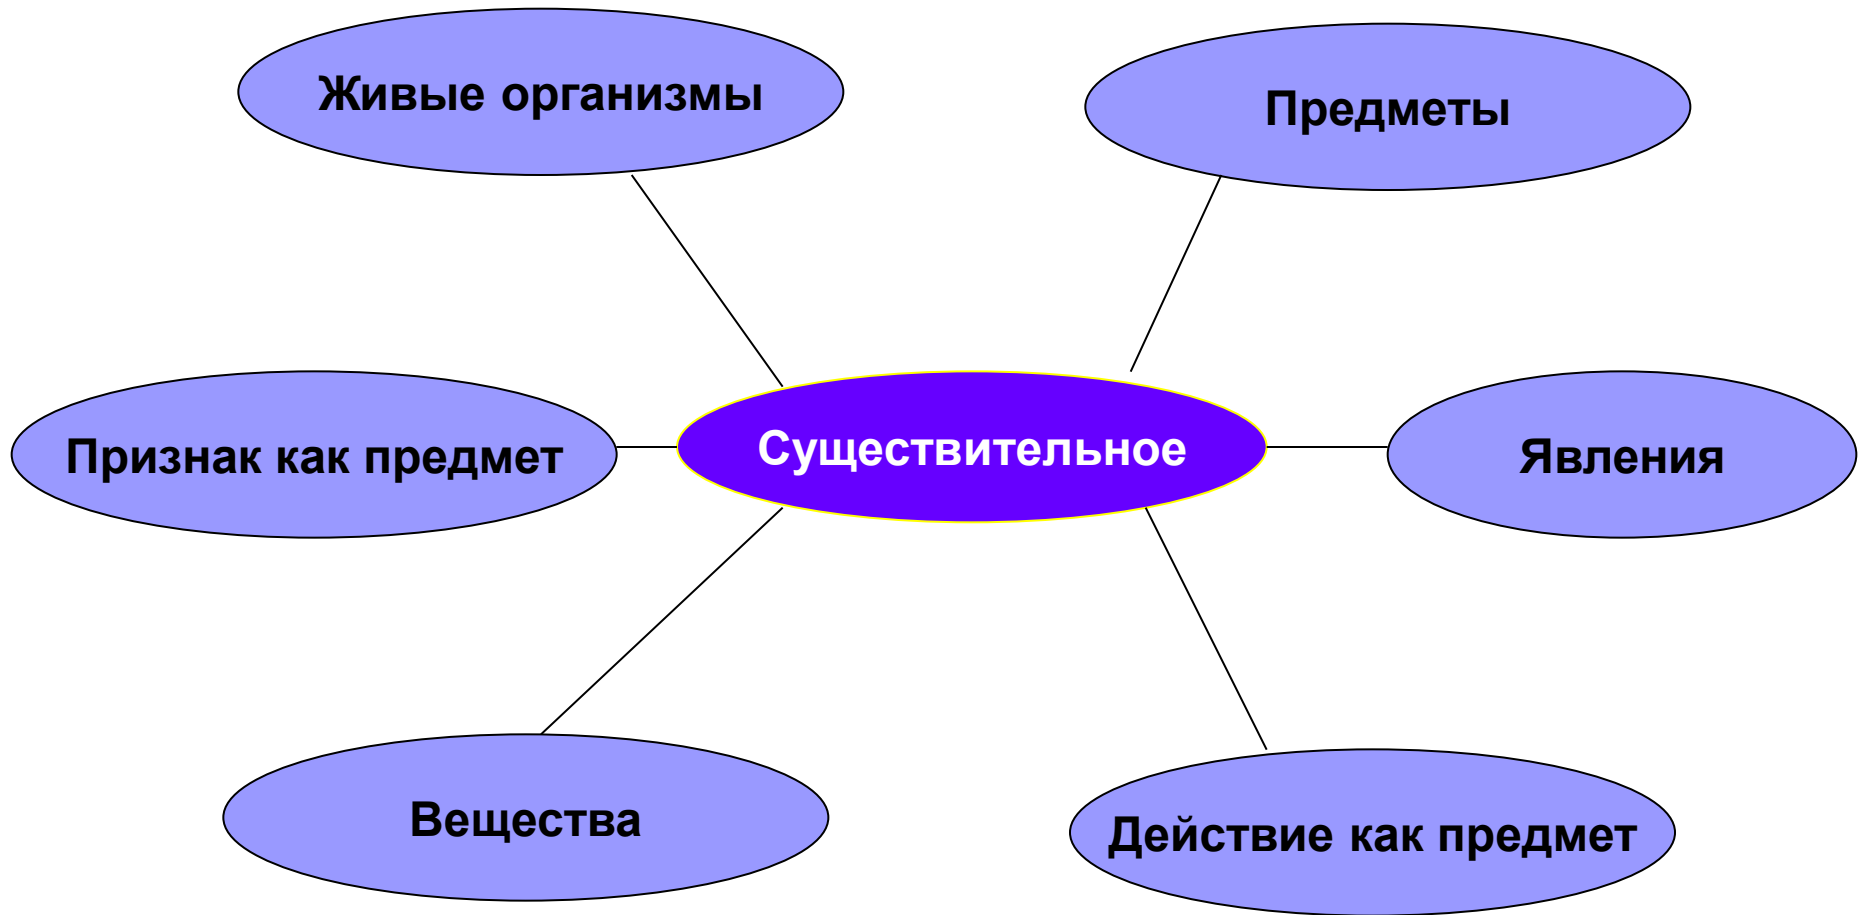 Живые организмы
Предметы
Признак как предмет
Существительное
Явления
Вещества
Действие как предмет